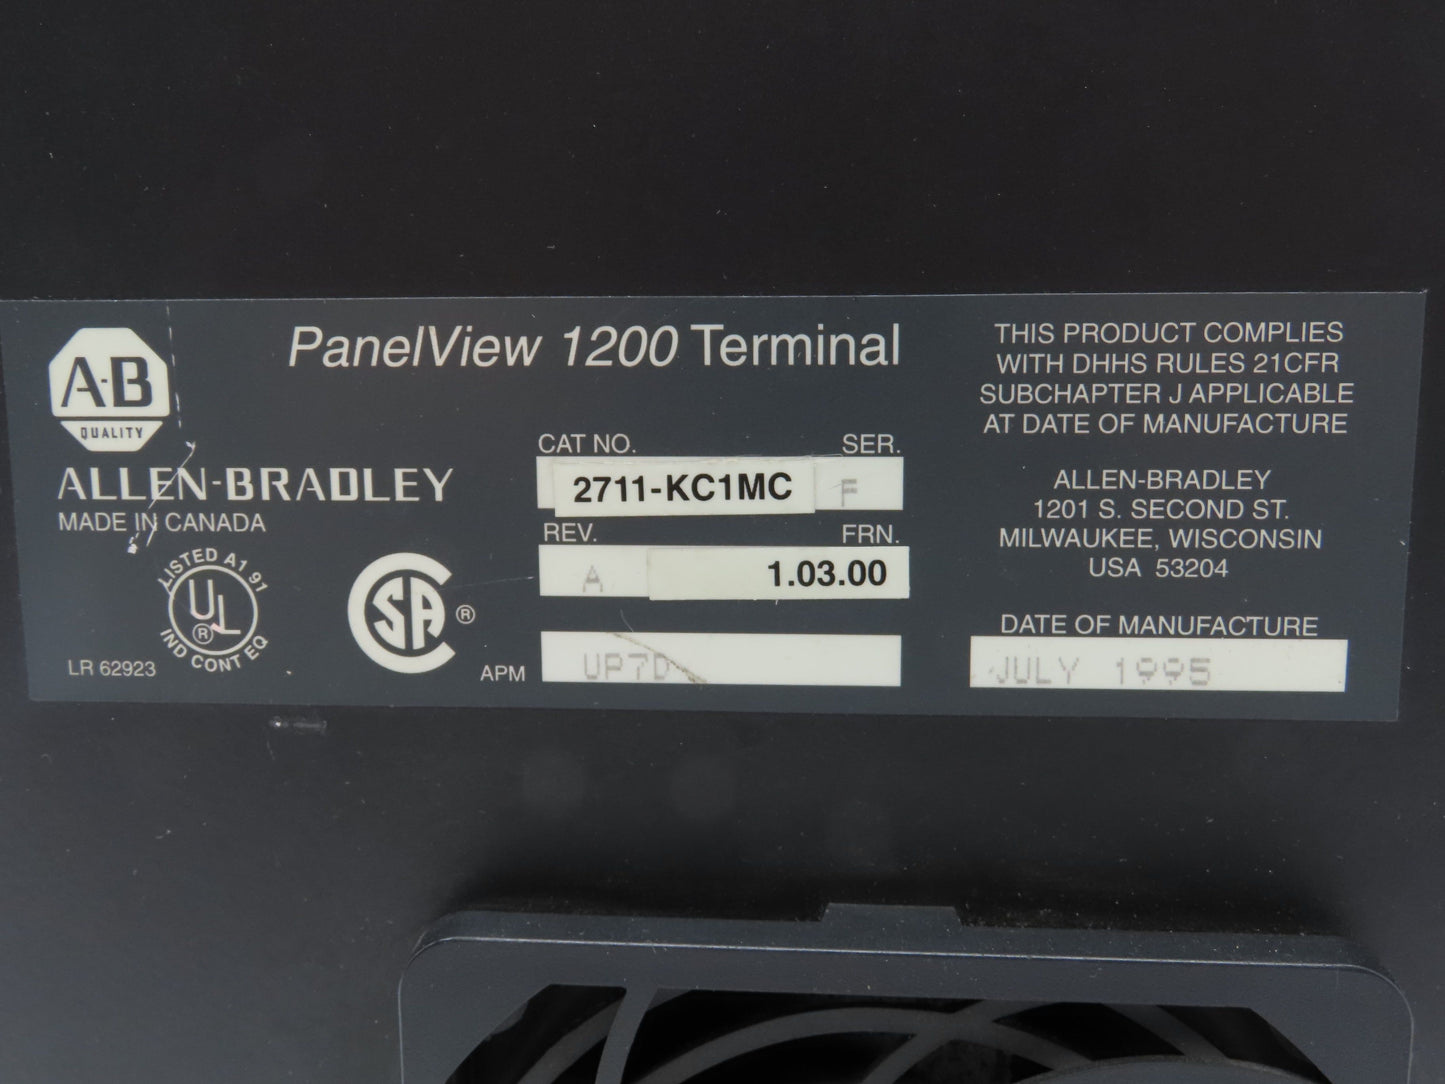 A-B
QUALITY
ALLEN-BRADLEY
MADE IN CANADA
LISTED A191
UL
®
IND CONT EQ
LR 62923
SA
®
PanelView 1200 Terminal
CAT NO. SER.
2711-KC1MC F
REV. FRN.
A 1.03.00
APM UP7D
THIS PRODUCT COMPLIES
WITH DHHS RULES 21CFR
SUBCHAPTER J APPLICABLE
AT DATE OF MANUFACTURE
ALLEN-BRADLEY
1201 S. SECOND ST.
MILWAUKEE, WISCONSIN
USA 53204
DATE OF MANUFACTURE
JULY 1995